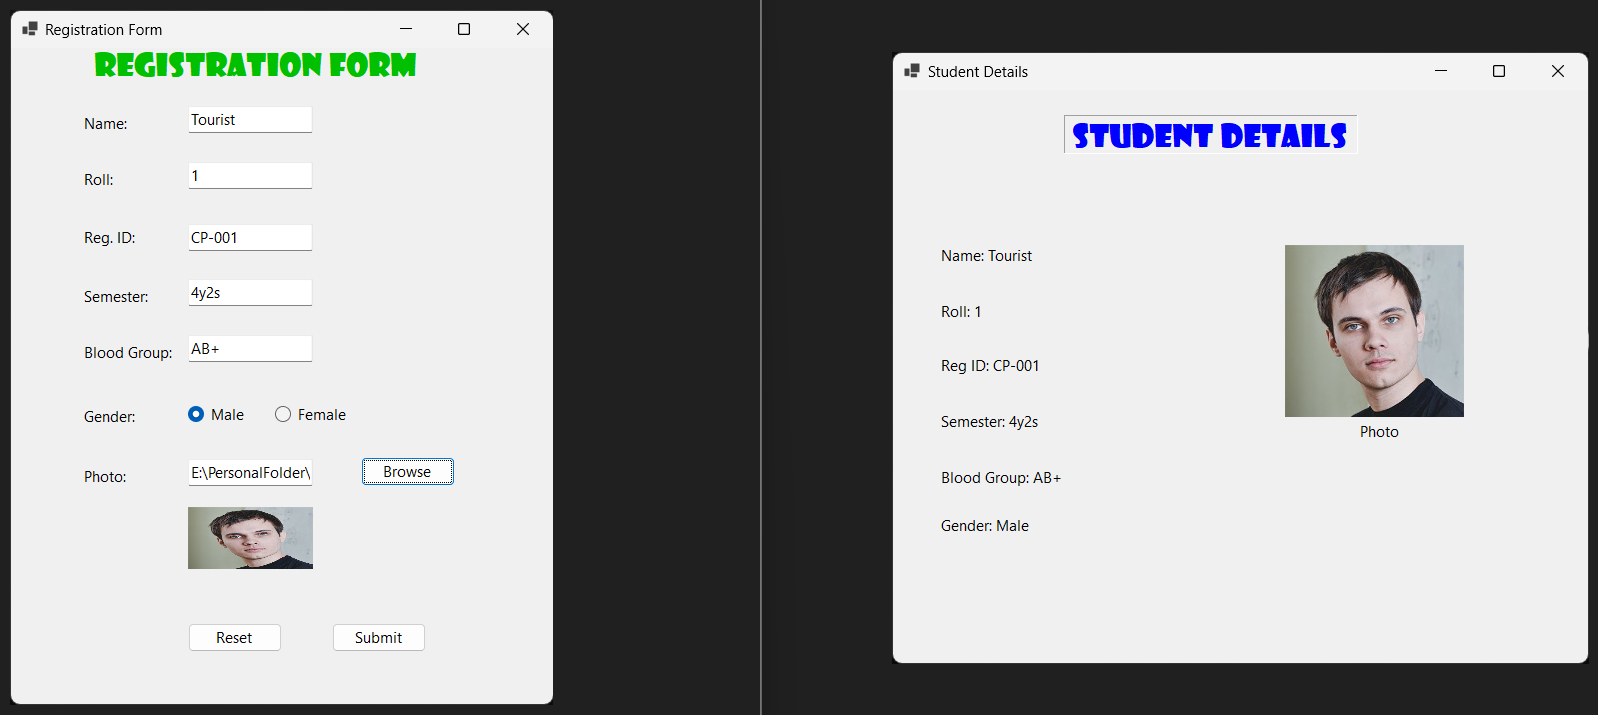 Registration Form
REGISTRATION FORM
Name: Tourist
Roll: 1
Reg. ID: CP-001
Semester: 4y2s
Blood Group: AB+
Gender: Male Female
Photo: E:\PersonalFolder\ Browse
Reset Submit
Student Details
STUDENT DETAILS
Name: Tourist
Roll: 1
Reg ID: CP-001
Semester: 4y2s
Blood Group: AB+
Gender: Male
Photo